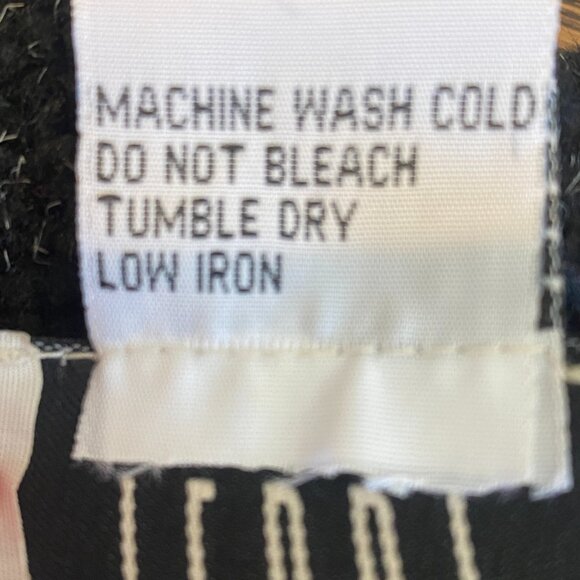 MACHINE WASH COLD
DO NOT BLEACH
TUMBLE DRY
LOW IRON